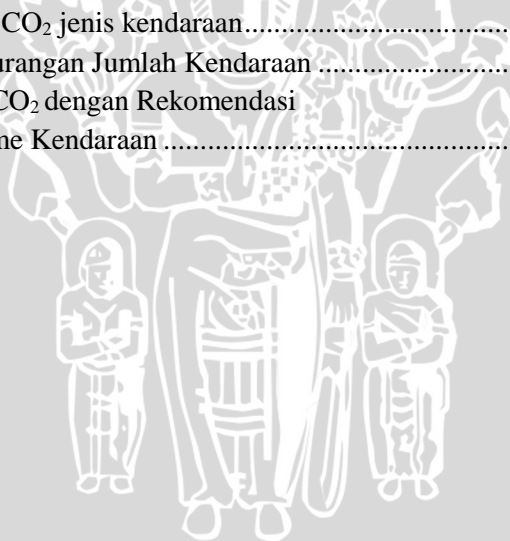 CO₂ jenis kendaraan...................................
urangan Jumlah Kendaraan ..........................
CO₂ dengan Rekomendasi
me Kendaraan ...............................................